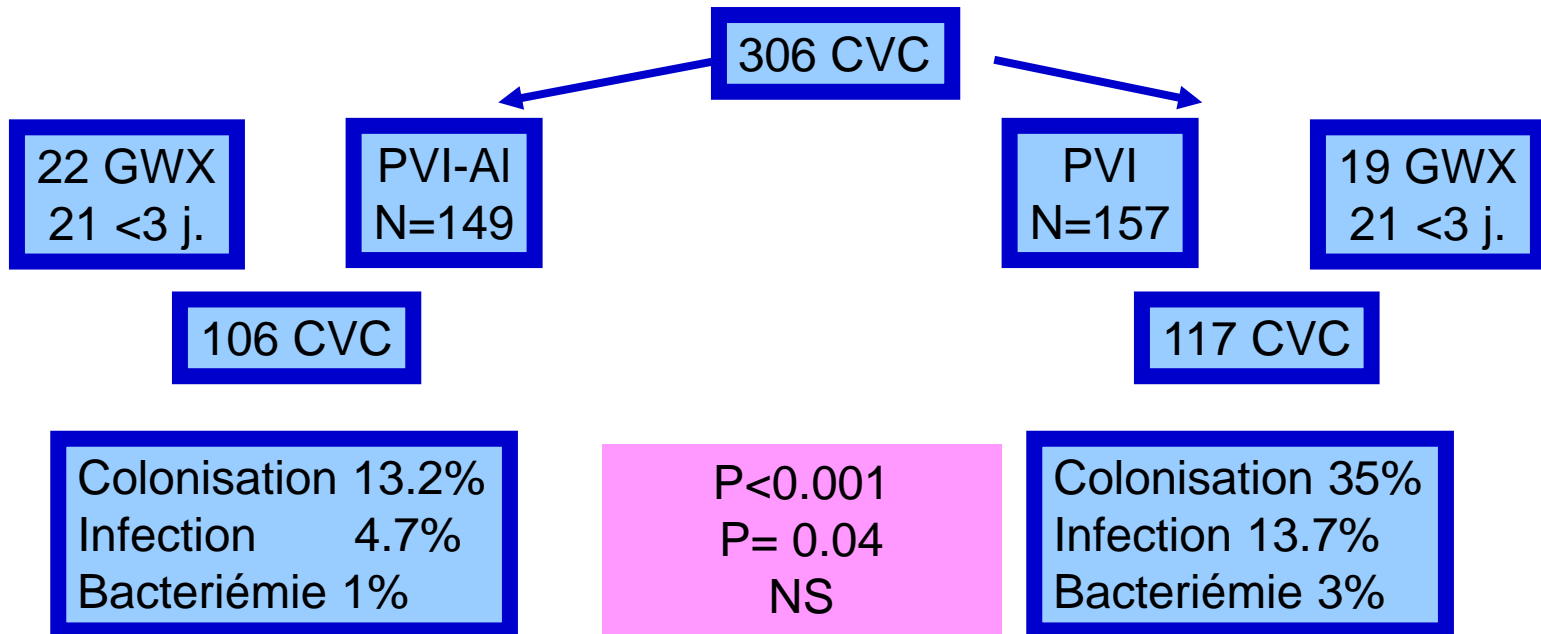 306 CVC
22 GWX
21 <3 j.
PVI-Al
N=149
PVI
N=157
19 GWX
21 <3 j.
106 CVC
117 CVC
Colonisation 13.2%
Infection 4.7%
Bacteriémie 1%
P<0.001
P= 0.04
NS
Colonisation 35%
Infection 13.7%
Bacteriémie 3%